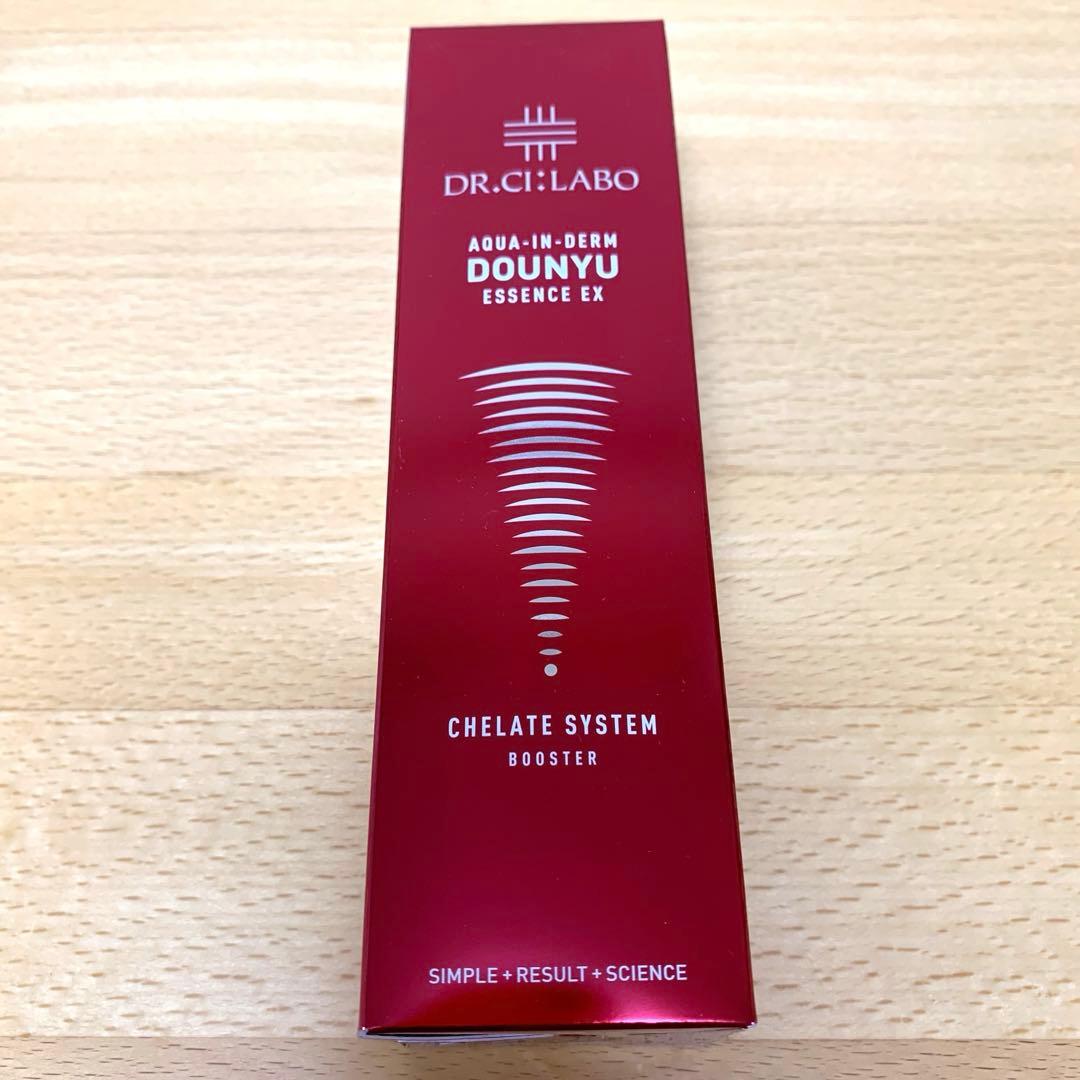 DR.CI:LABO
AQUA-IN-DERM
DOUNYU
ESSENCE EX
CHELATE SYSTEM
BOOSTER
SIMPLE+RESULT+SCIENCE